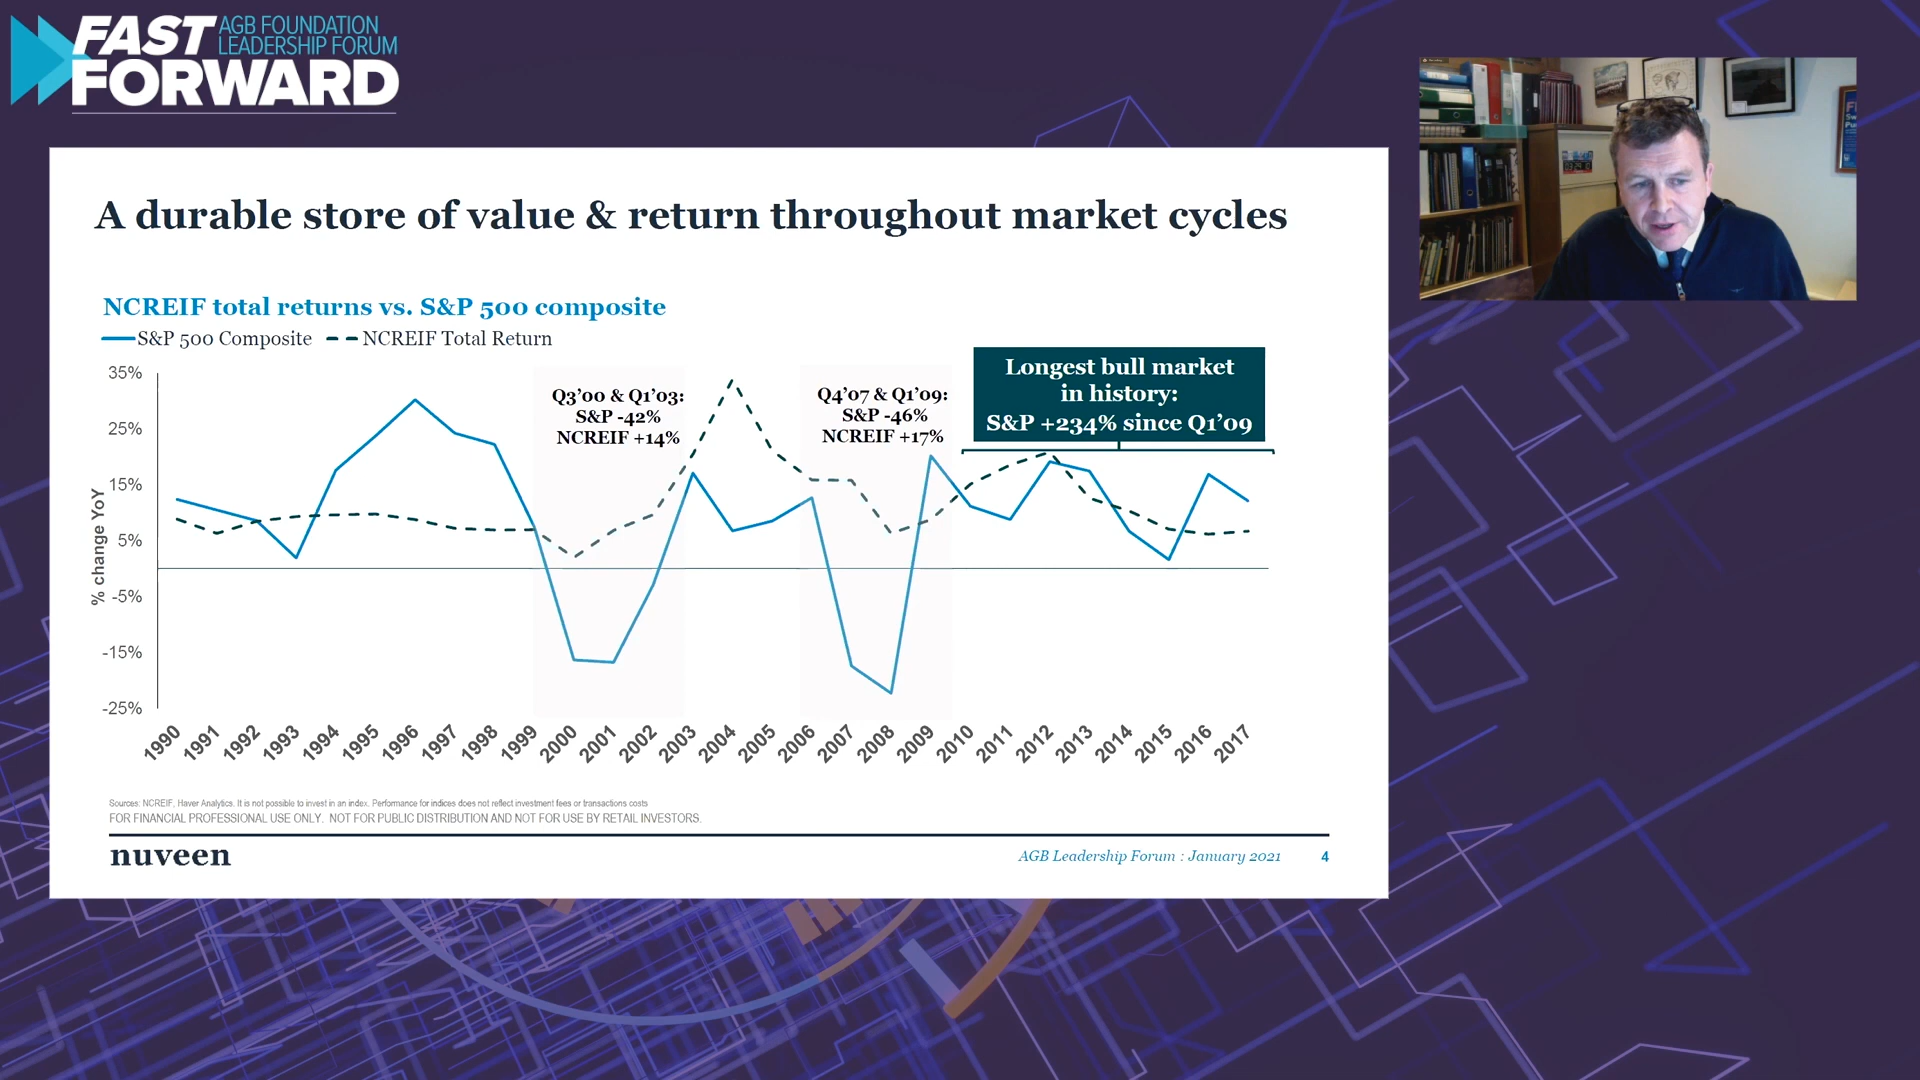 FAST AGB FOUNDATION
LEADERSHIP FORUM
FORWARD
A durable store of value & return throughout market cycles
NCREIF total returns vs. S&P 500 composite
S&P 500 Composite NCREIF Total Return
Longest bull market
in history:
S&P +234% since Q1'09
Q3'00 & Q1'03:
S&P -42%
NCREIF +14%
Q4'07 & Q1'09:
S&P -46%
NCREIF +17%
% change YoY
35%
25%
15%
5%
-5%
-15%
-25%
1990 1991 1992 1993 1994 1995 1996 1997 1998 1999 2000 2001 2002 2003 2004 2005 2006 2007 2008 2009 2010 2011 2012 2013 2014 2015 2016 2017
Sources: NCREIF, Haver Analytics. It is not possible to invest in an index. Performance for indices does not reflect investment fees or transactions costs
FOR FINANCIAL PROFESSIONAL USE ONLY. NOT FOR PUBLIC DISTRIBUTION AND NOT FOR USE BY RETAIL INVESTORS.
nuveen
AGB Leadership Forum : January 2021 4